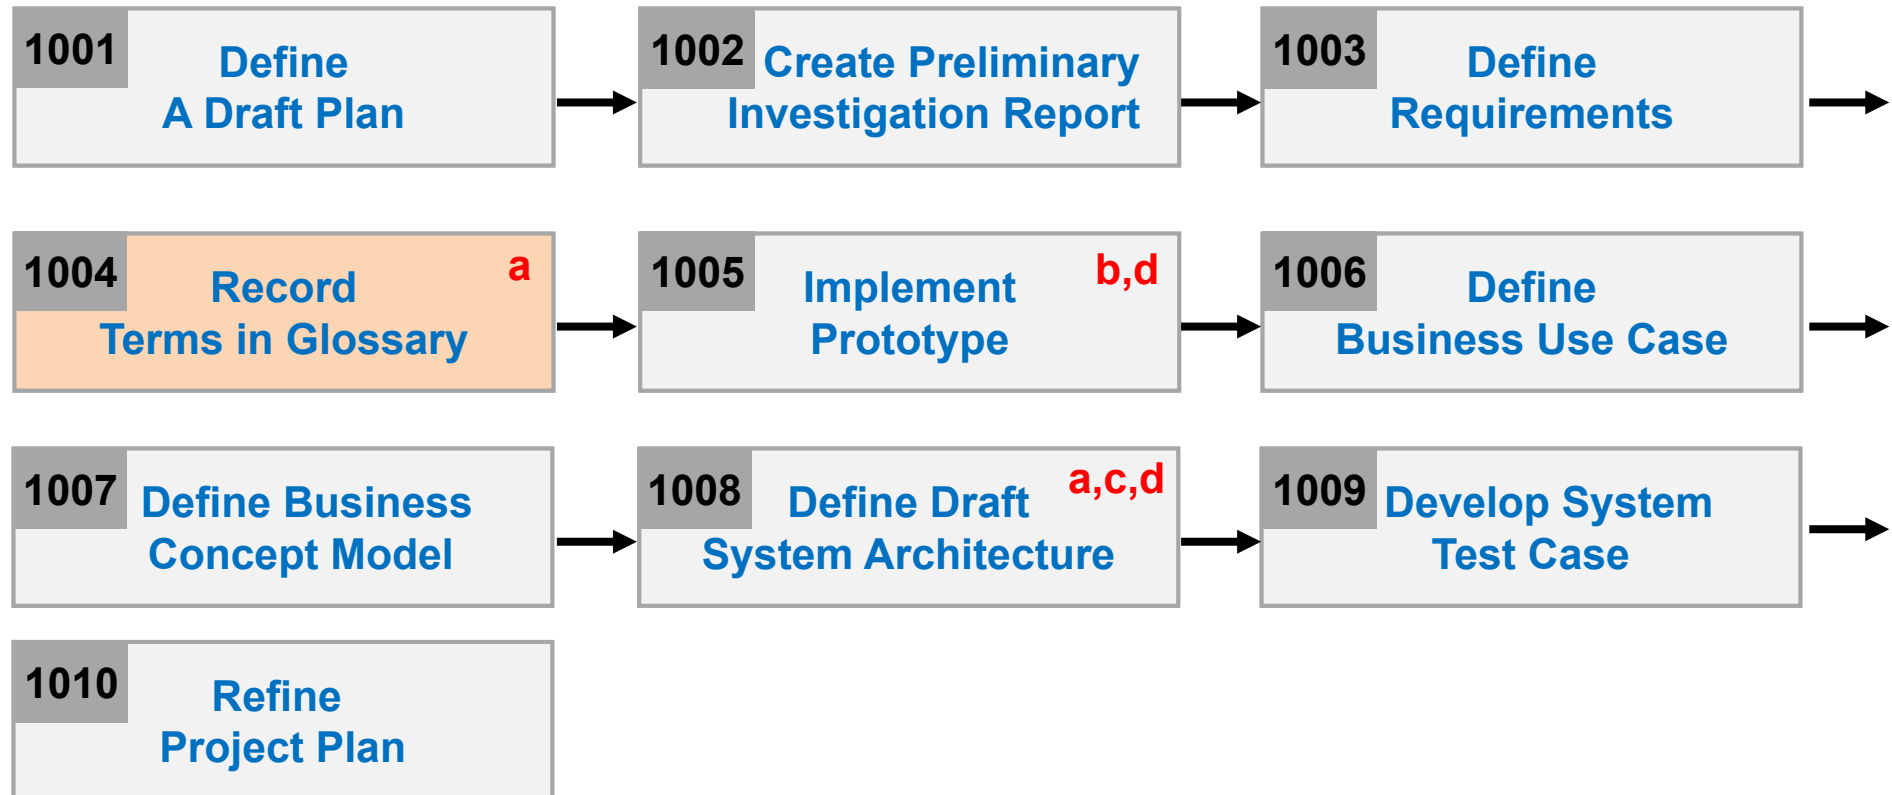 1001
Define
A Draft Plan
1002
Create Preliminary
Investigation Report
1003
Define
Requirements
1004
a
Record
Terms in Glossary
1005
b,d
Implement
Prototype
1006
Define
Business Use Case
1007
Define Business
Concept Model
1008
a,c,d
Define Draft
System Architecture
1009
Develop System
Test Case
1010
Refine
Project Plan